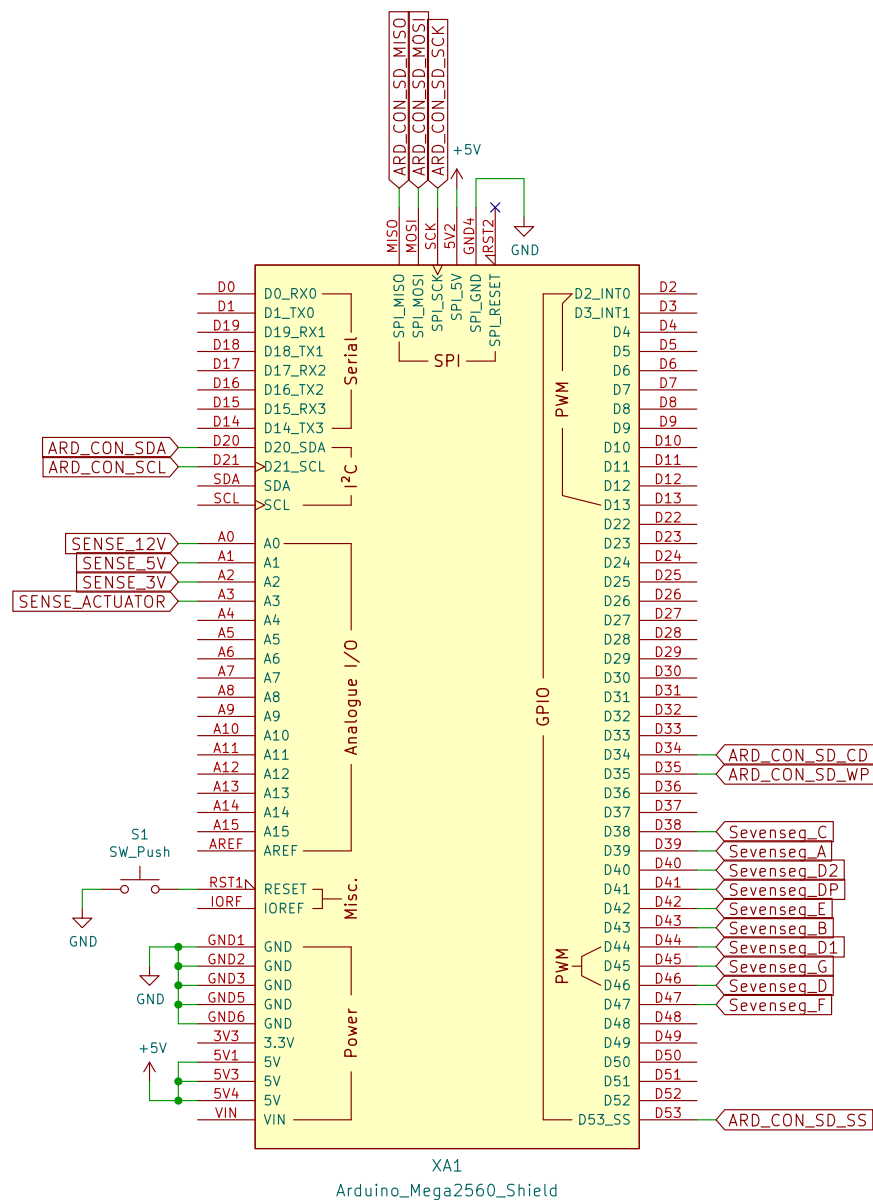 ARD_CON_SD_MISO
ARD_CON_SD_MOSI
ARD_CON_SD_SCK
+5V
GND
MISO
MOSI
SCK
5V2
GND4
RST2
SPI_MISO
SPI_MOSI
SPI_SCK
SPI_5V
SPI_GND
SPI_RESET
SPI
D0 D0_RX0
D1 D1_TX0
D19 D19_RX1
D18 D18_TX1
D17 D17_RX2
D16 D16_TX2
D15 D15_RX3
D14 D14_TX3
Serial
ARD_CON_SDA D20 D20_SDA
ARD_CON_SCL D21 D21_SCL
SDA SDA
SCL SCL
I²C
SENSE_12V A0 A0
SENSE_5V A1 A1
SENSE_3V A2 A2
SENSE_ACTUATOR A3 A3
A4 A4
A5 A5
A6 A6
A7 A7
A8 A8
A9 A9
A10 A10
A11 A11
A12 A12
A13 A13
A14 A14
A15 A15
AREF AREF
Analogue I/O
S1
SW_Push
GND
RST1 RESET
IORF IOREF
Misc.
GND
GND1 GND
GND2 GND
GND3 GND
GND5 GND
GND6 GND
3V3 3.3V
+5V
5V1 5V
5V3 5V
5V4 5V
VIN VIN
Power
GPIO
PWM
D2_INT0 D2
D3_INT1 D3
D4 D4
D5 D5
D6 D6
D7 D7
D8 D8
D9 D9
D10 D10
D11 D11
D12 D12
D13 D13
D22 D22
D23 D23
D24 D24
D25 D25
D26 D26
D27 D27
D28 D28
D29 D29
D30 D30
D31 D31
D32 D32
D33 D33
D34 D34 ARD_CON_SD_CD
D35 D35 ARD_CON_SD_WP
D36 D36
D37 D37
D38 D38 Sevenseg_C
D39 D39 Sevenseg_A
D40 D40 Sevenseg_D2
D41 D41 Sevenseg_DP
D42 D42 Sevenseg_E
D43 D43 Sevenseg_B
D44 D44 Sevenseg_D1
D45 D45 Sevenseg_G
D46 D46 Sevenseg_D
PWM
D47 D47 Sevenseg_F
D48 D48
D49 D49
D50 D50
D51 D51
D52 D52
D53_SS D53 ARD_CON_SD_SS
XA1
Arduino_Mega2560_Shield